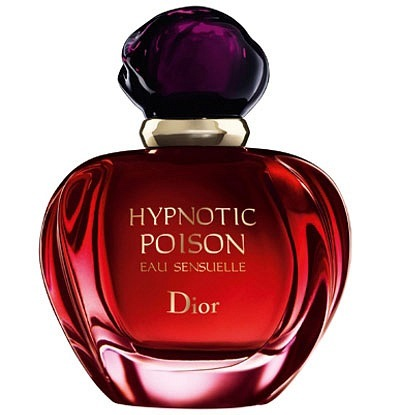 HYPNOTIC
POISON
EAU SENSUELLE
Dior